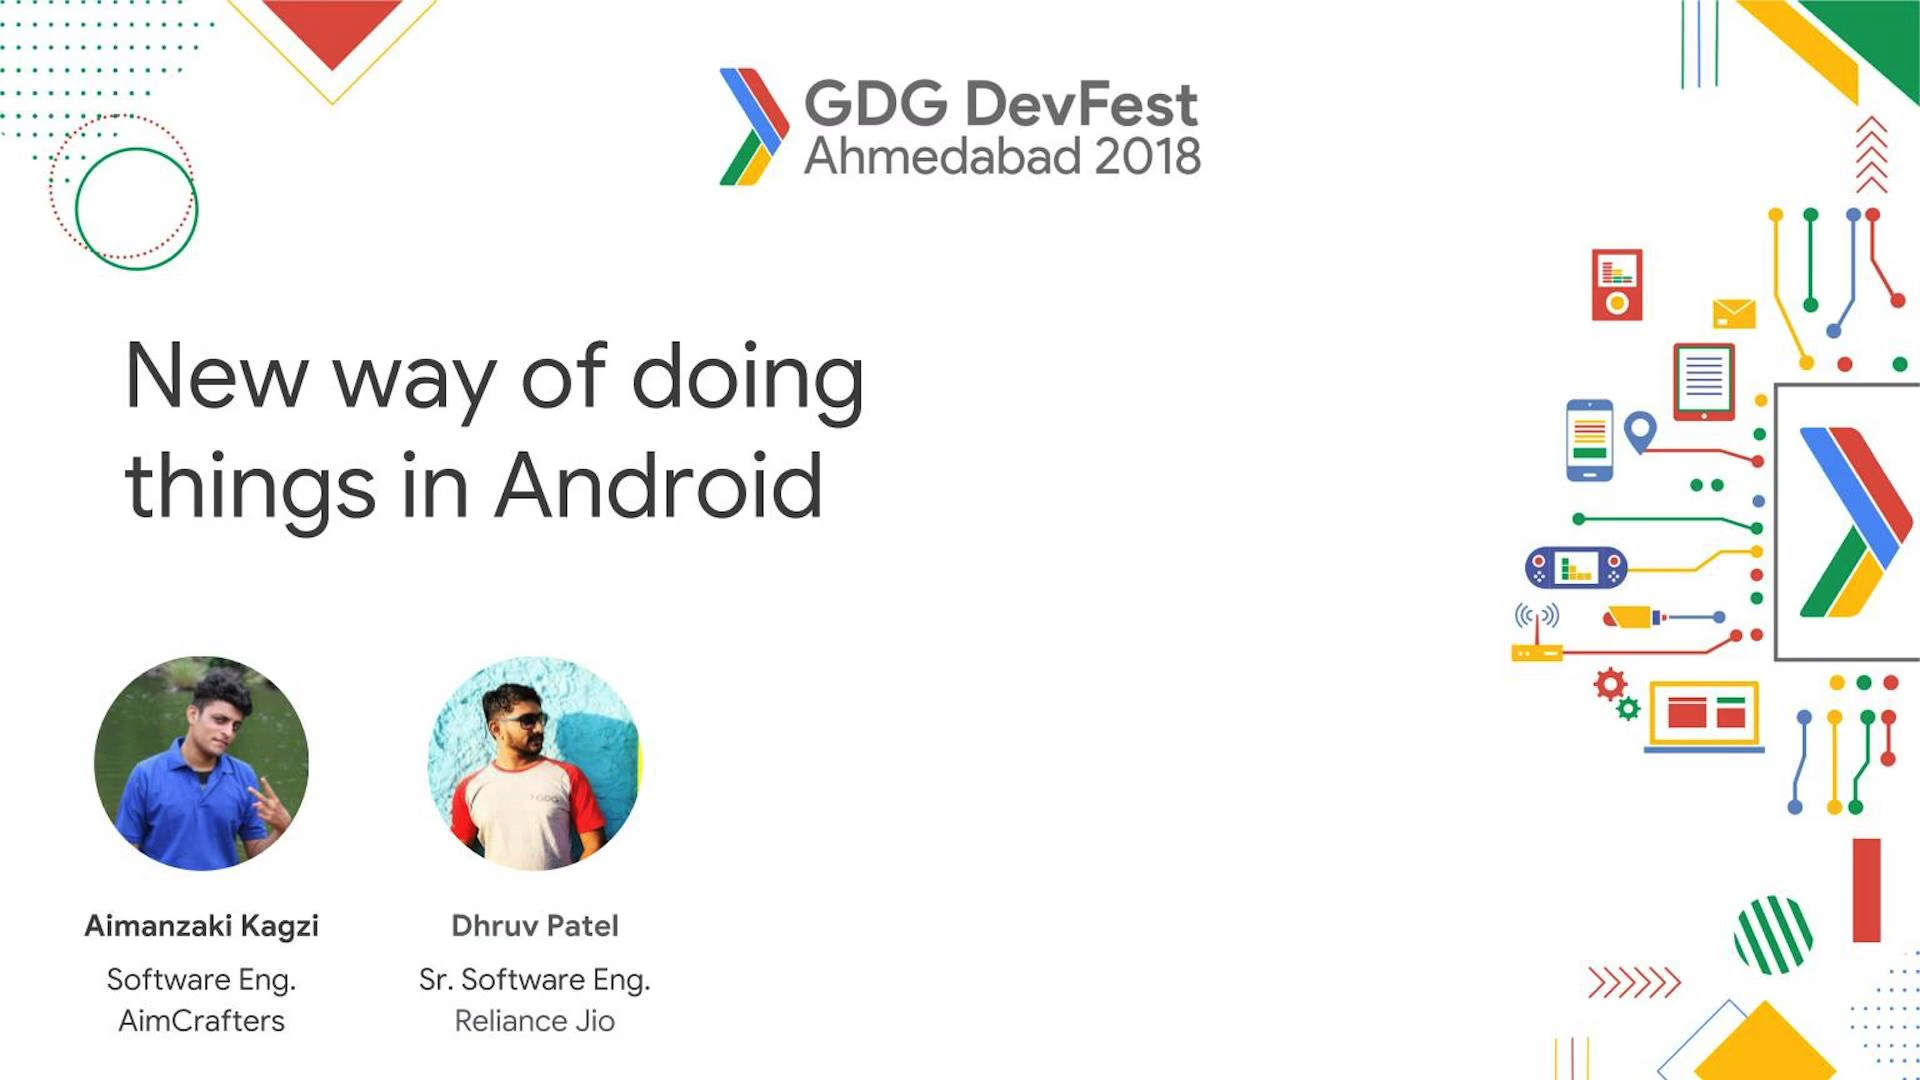 GDG DevFest
Ahmedabad 2018
New way of doing
things in Android
GDG
Aimanzaki Kagzi
Software Eng.
AimCrafters
Dhruv Patel
Sr. Software Eng.
Reliance Jio